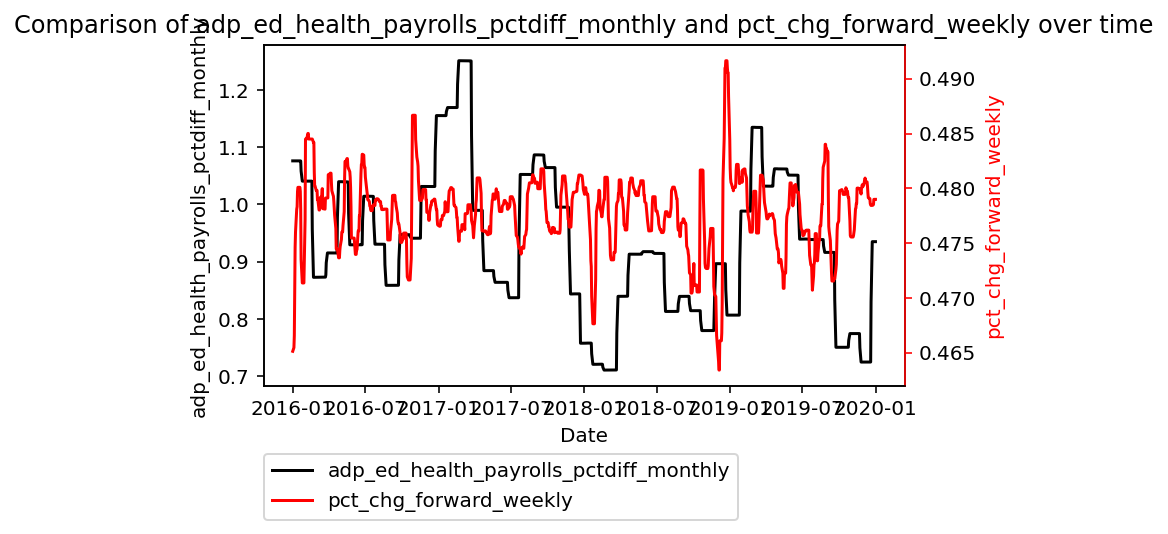 Comparison of adp_ed_health_payrolls_pctdiff_monthly and pct_chg_forward_weekly over time
adp_ed_health_payrolls_pctdiff_monthly
1.2
1.1
1.0
0.9
0.8
0.7
0.490
0.485
0.480
0.475
0.470
0.465
pct_chg_forward_weekly
2016-01 2016-07 2017-01 2017-07 2018-01 2018-07 2019-01 2019-07 2020-01
Date
adp_ed_health_payrolls_pctdiff_monthly
pct_chg_forward_weekly